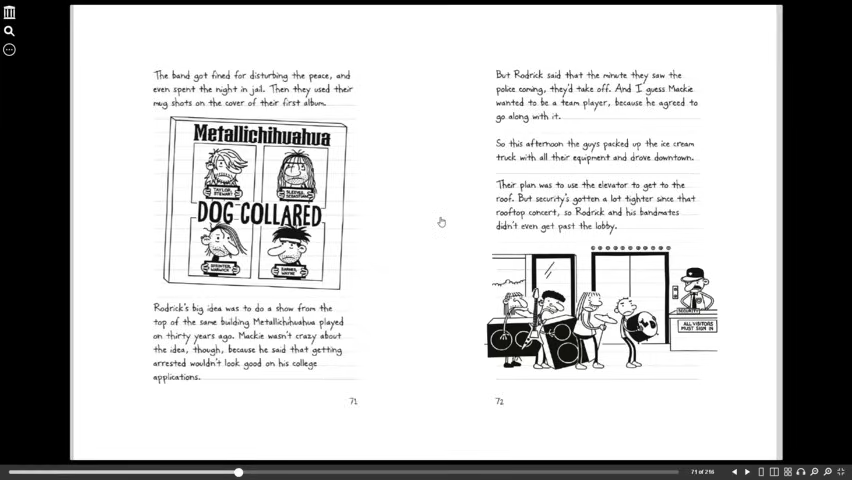 The band got fined for disturbing the peace, and
even spent the night in jail. Then they used their
mug shots on the cover of their first album.
Metallichihuahua
TAYLOR
STEWART
SLEEVES
SEBASTIAN
DOG COLLARED
WARWICK
WAYNE
Rodrick's big idea was to do a show from the
top of the same building Metallichihuahua played
on thirty years ago. Mackie wasn't crazy about
the idea, though, because he said that getting
arrested wouldn't look good on his college
applications.
71
But Rodrick said that the minute they saw the
police coming, they'd take off. And I guess Mackie
wanted to be a team player, because he agreed to
go along with it.
So this afternoon the guys packed up the ice cream
truck with all their equipment and drove downtown.
Their plan was to use the elevator to get to the
roof. But security's gotten a lot tighter since that
rooftop concert, so Rodrick and his bandmates
didn't even get past the lobby.
SECURITY
ALL VISITORS
MUST SIGN IN
72
71 of 216